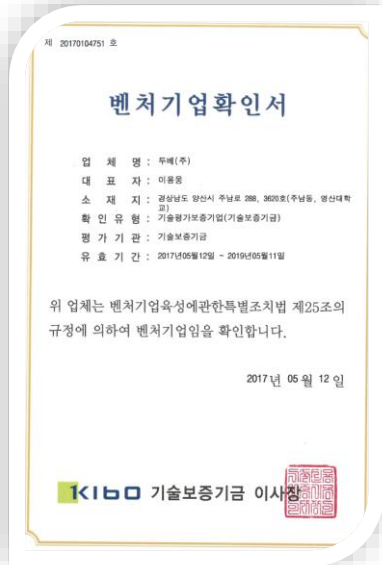 제 20170104751 호
벤처기업확인서
업 체 명 : 두베(주)
대 표 자 : 이용웅
소 재 지 : 경상남도 양산시 주남로 288, 3620호(주남동, 영산대학
교)
확 인 유 형 : 기술평가보증기업(기술보증기금)
평 가 기 관 : 기술보증기금
유 효 기 간 : 2017년05월12일 ~ 2019년05월11일
위 업체는 벤처기업육성에관한특별조치법 제25조의
규정에 의하여 벤처기업임을 확인합니다.
2017년 05 월 12 일
KIBO 기술보증기금 이사장